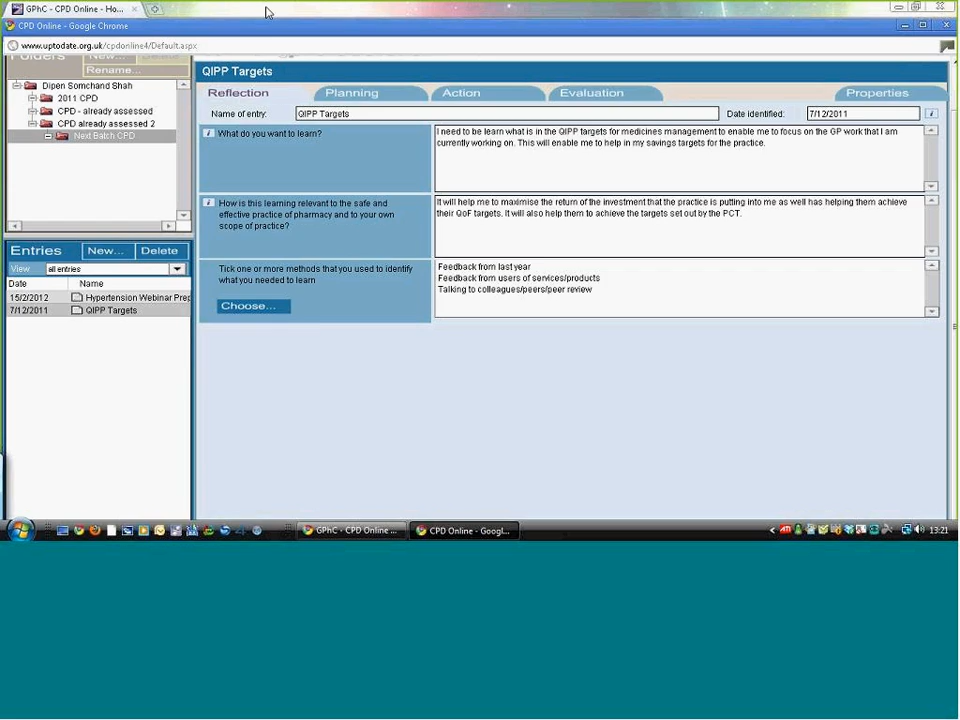 GPhC - CPD Online - Ho...
CPD Online - Google Chrome
www.uptodate.org.uk/cpdonline4/Default.aspx
Folders New... Delete
Rename...
Dipen Somchand Shah
2011 CPD
CPD - already assessed
CPD already assessed 2
Next Batch CPD
Entries New... Delete
View all entries
Date Name
15/2/2012 Hypertension Webinar Prep
7/12/2011 QIPP Targets
QIPP Targets
Reflection Planning Action Evaluation Properties
Name of entry: QIPP Targets Date identified: 7/12/2011
What do you want to learn?
I need to be learn what is in the QIPP targets for medicines management to enable me to focus on the GP work that I am
currently working on. This will enable me to help in my savings targets for the practice.
How is this learning relevant to the safe and
effective practice of pharmacy and to your own
scope of practice?
It will help me to maximise the return of the investment that the practice is putting into me as well has helping them achieve
their QoF targets. It will also help them to achieve the targets set out by the PCT.
Tick one or more methods that you used to identify
what you needed to learn
Choose...
Feedback from last year
Feedback from users of services/products
Talking to colleagues/peers/peer review
GPhC - CPD Online ... CPD Online - Googl... 13:21